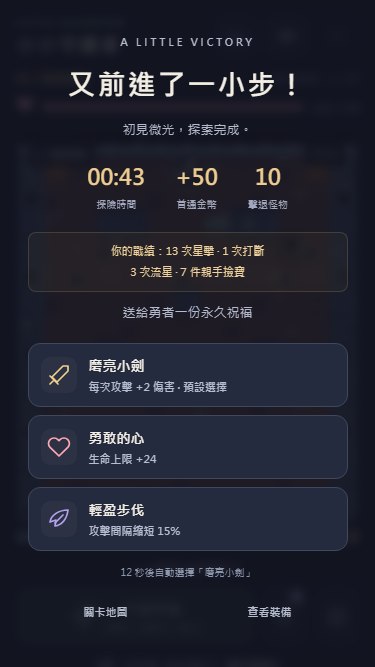 A LITTLE VICTORY
又前進了一小步！
初見微光，探索完成。
00:43 +50 10
探險時間 首通金幣 擊退怪物
你的戰績：13 次星擊 · 1 次打斷
3 次流星 · 7 件親手撿寶
送給勇者一份永久祝福
磨亮小劍
每次攻擊 +2 傷害 · 預設選擇
勇敢的心
生命上限 +24
輕盈步伐
攻擊間隔縮短 15%
12 秒後自動選擇「磨亮小劍」
關卡地圖 查看裝備